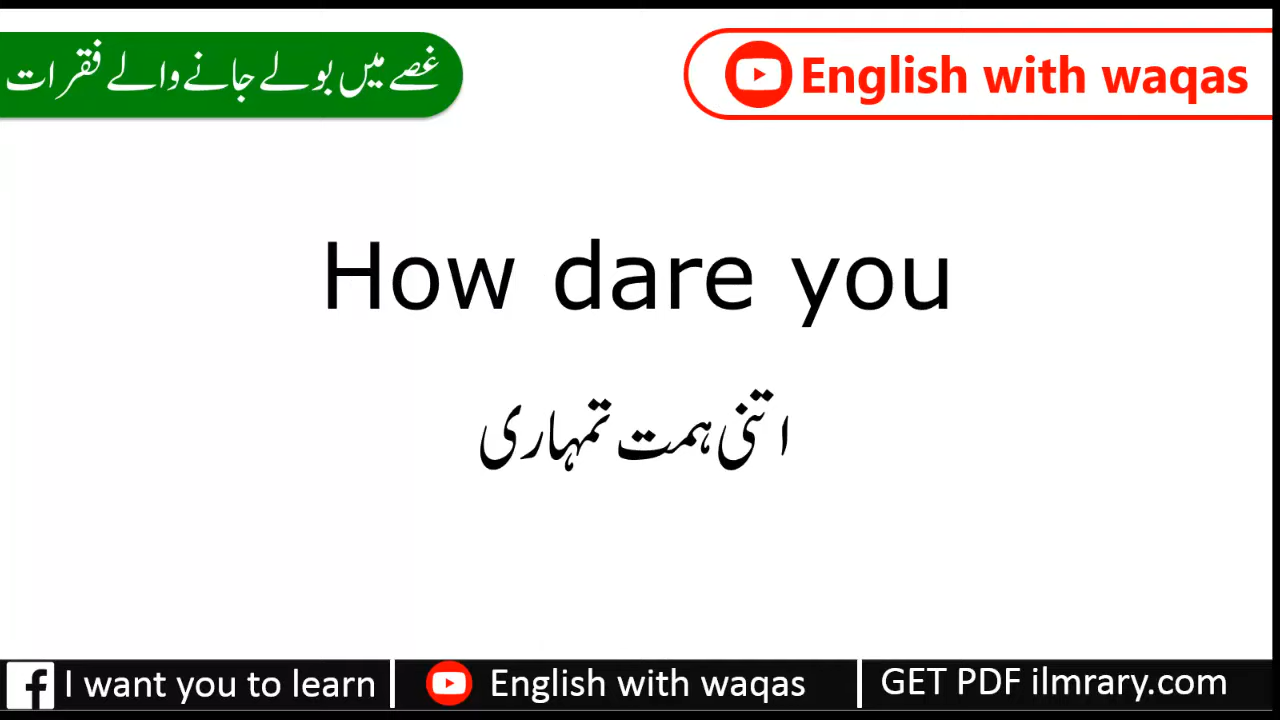 غصے میں بولے جانے والے فقرات
English with waqas
How dare you
اتنی ہمت تمہاری
I want you to learn
English with waqas
GET PDF ilmrary.com